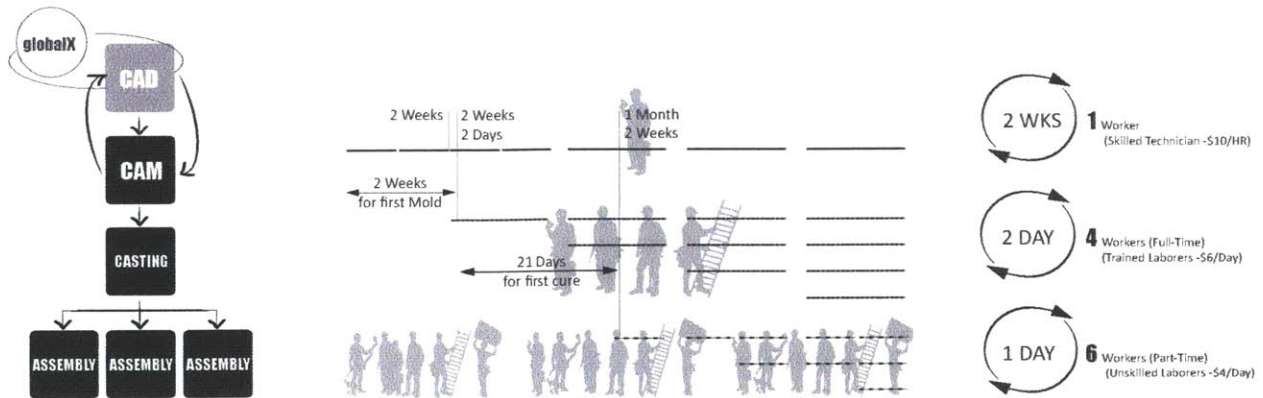 globalX
CAD
CAM
CASTING
ASSEMBLY
ASSEMBLY
ASSEMBLY
2 Weeks
2 Weeks
2 Days
1 Month
2 Weeks
2 Weeks
for first Mold
21 Days
for first cure
2 WKS
1 Worker
(Skilled Technician -$10/HR)
2 DAY
4 Workers (Full-Time)
(Trained Laborers -$6/Day)
1 DAY
6 Workers (Part-Time)
(Unskilled Laborers -$4/Day)